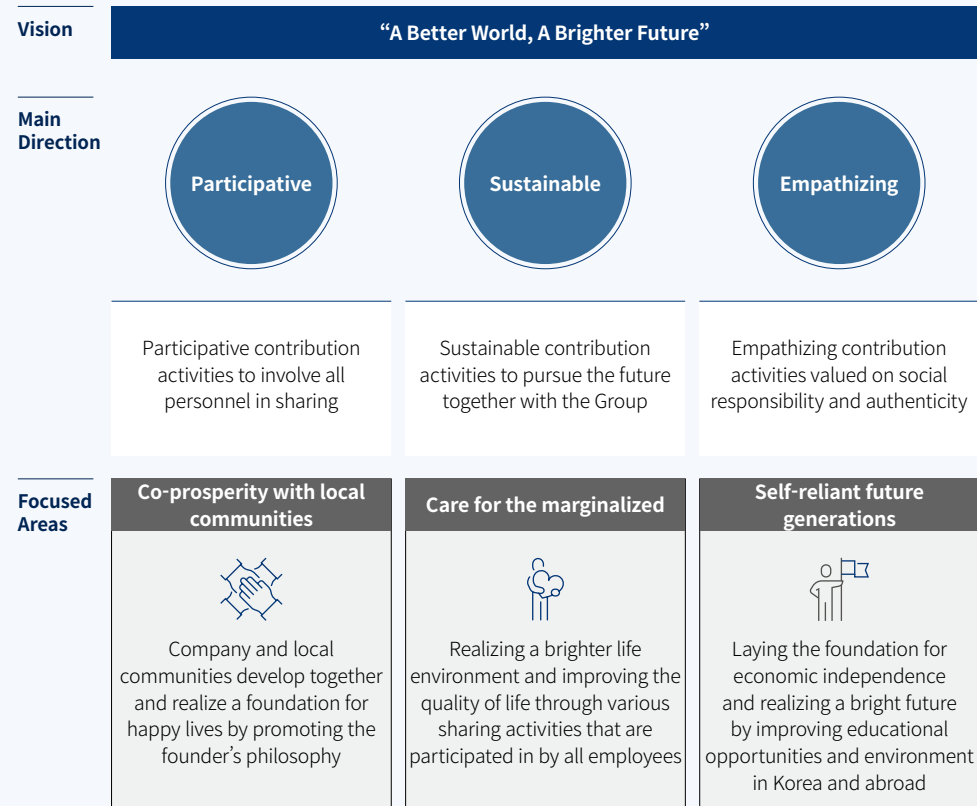 Vision
“A Better World, A Brighter Future”
Main
Direction
Participative
Sustainable
Empathizing
Participative contribution
activities to involve all
personnel in sharing
Sustainable contribution
activities to pursue the future
together with the Group
Empathizing contribution
activities valued on social
responsibility and authenticity
Focused
Areas
Co-prosperity with local
communities
Care for the marginalized
Self-reliant future
generations
Company and local
communities develop together
and realize a foundation for
happy lives by promoting the
founder’s philosophy
Realizing a brighter life
environment and improving the
quality of life through various
sharing activities that are
participated in by all employees
Laying the foundation for
economic independence
and realizing a bright future
by improving educational
opportunities and environment
in Korea and abroad